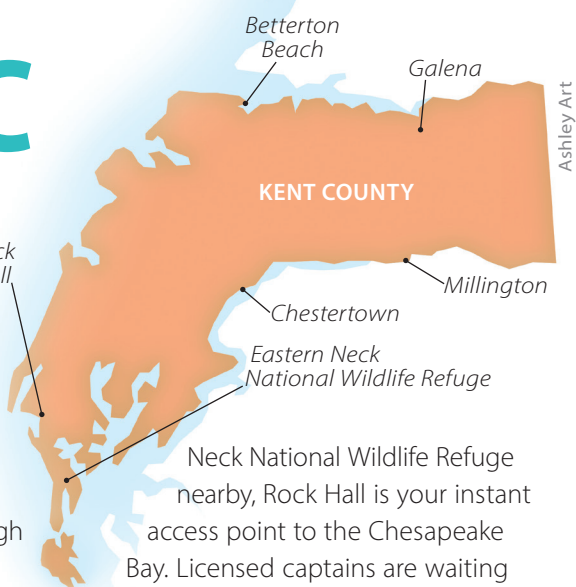 C
Betterton
Beach
Galena
Ashley Art
KENT COUNTY
Millington
Chestertown
Eastern Neck
National Wildlife Refuge
Neck National Wildlife Refuge
nearby, Rock Hall is your instant
access point to the Chesapeake
Bay. Licensed captains are waiting